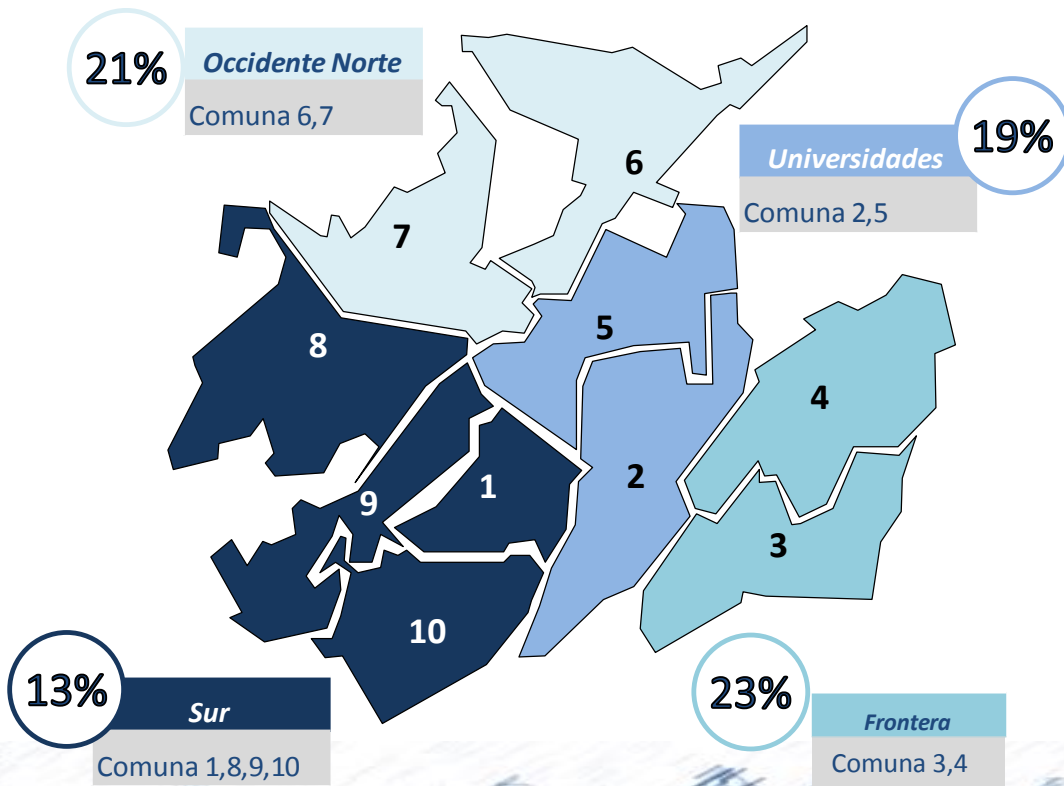 21%
Occidente Norte
Comuna 6,7
6
Universidades
19%
Comuna 2,5
7
5
8
4
1
2
9
3
10
13%
Sur
Comuna 1,8,9,10
23%
Frontera
Comuna 3,4